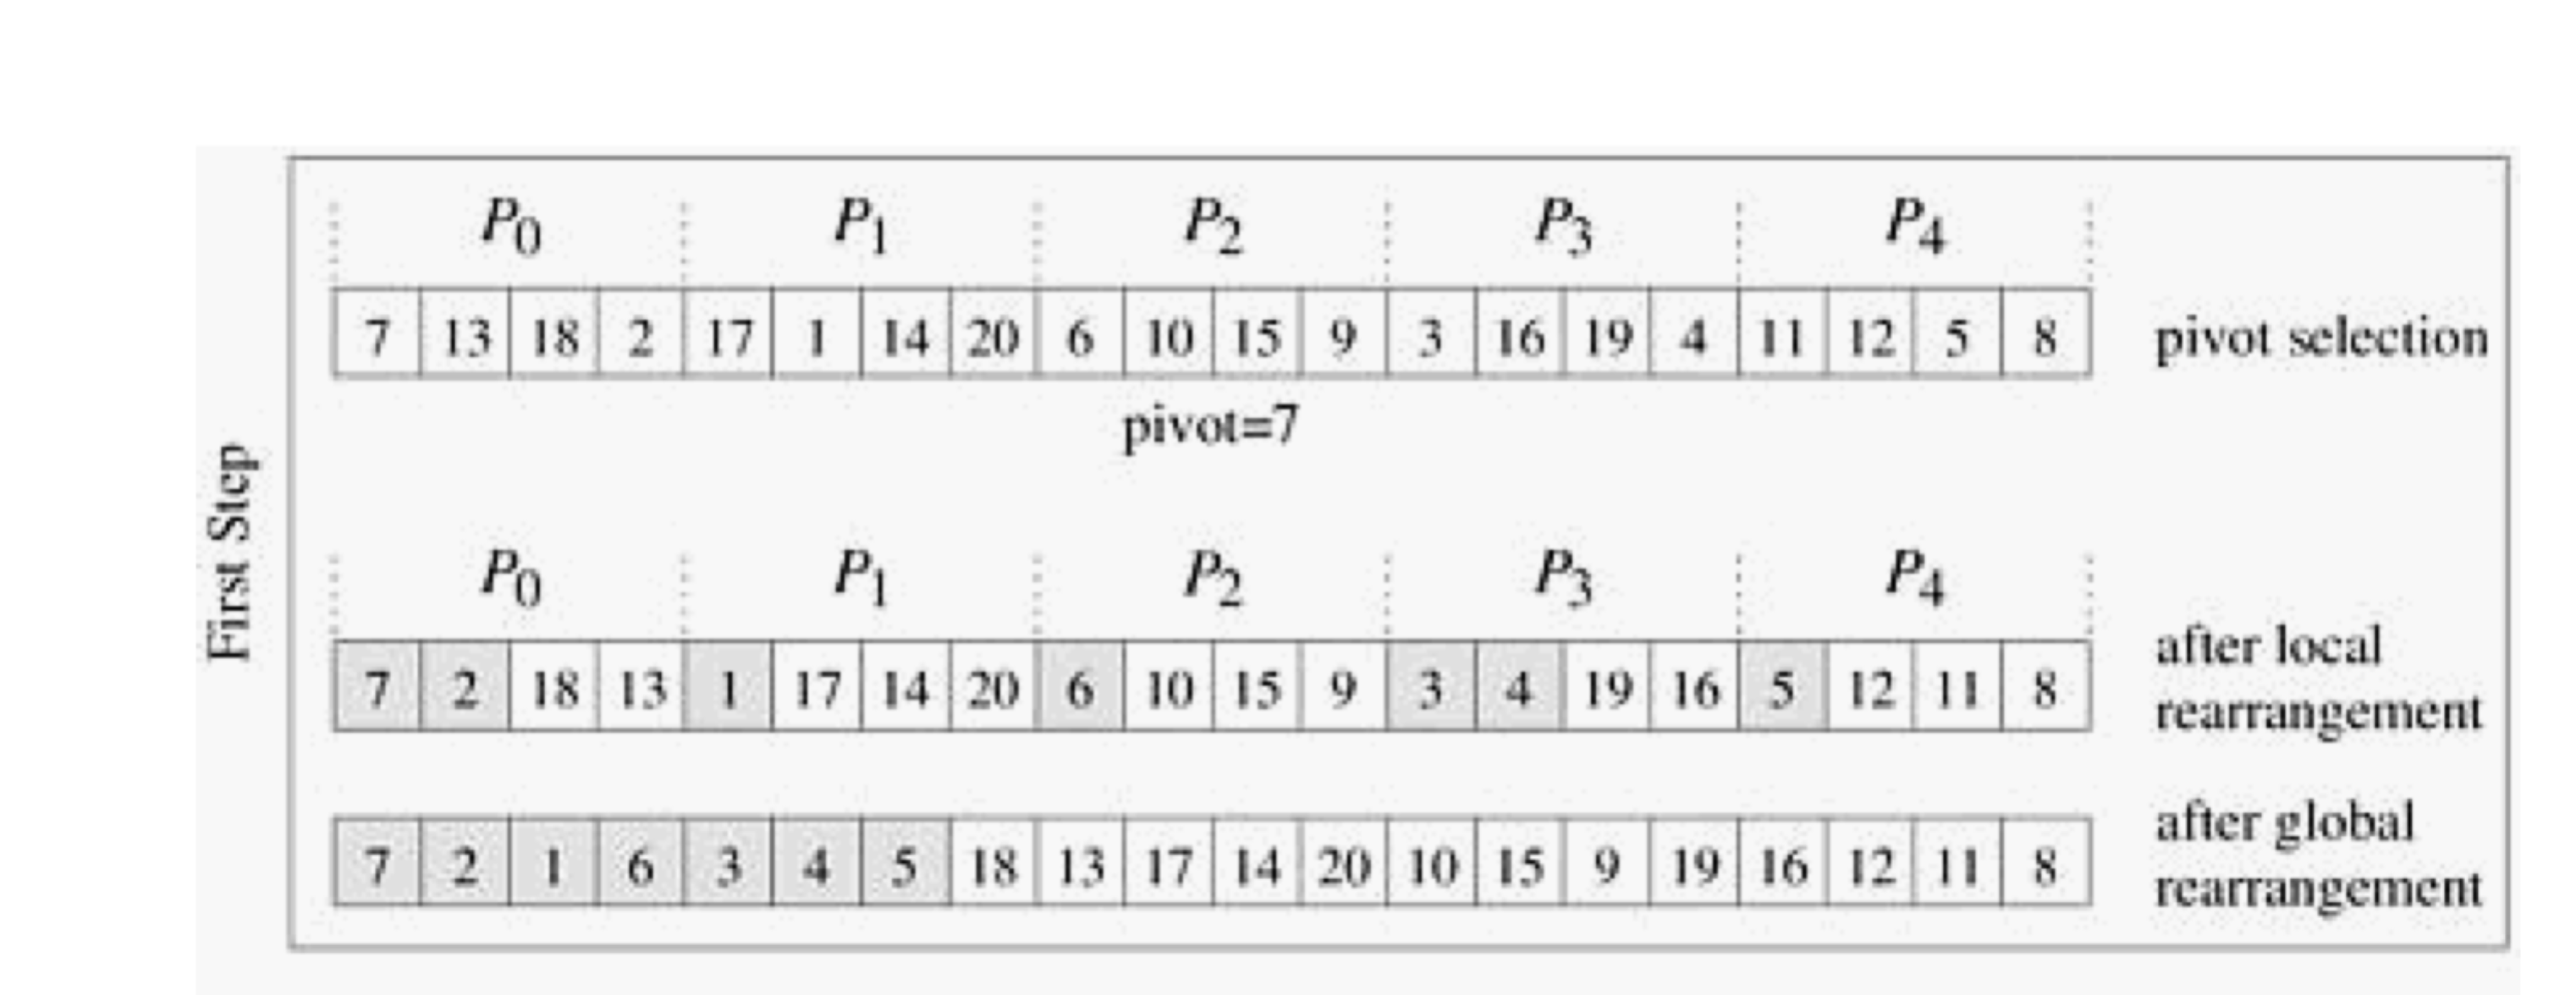 First Step
P0 P1 P2 P3 P4
7 13 18 2 17 1 14 20 6 10 15 9 3 16 19 4 11 12 5 8 pivot selection
pivot=7
P0 P1 P2 P3 P4
7 2 18 13 1 17 14 20 6 10 15 9 3 4 19 16 5 12 11 8 after local rearrangement
7 2 1 6 3 4 5 18 13 17 14 20 10 15 9 19 16 12 11 8 after global rearrangement